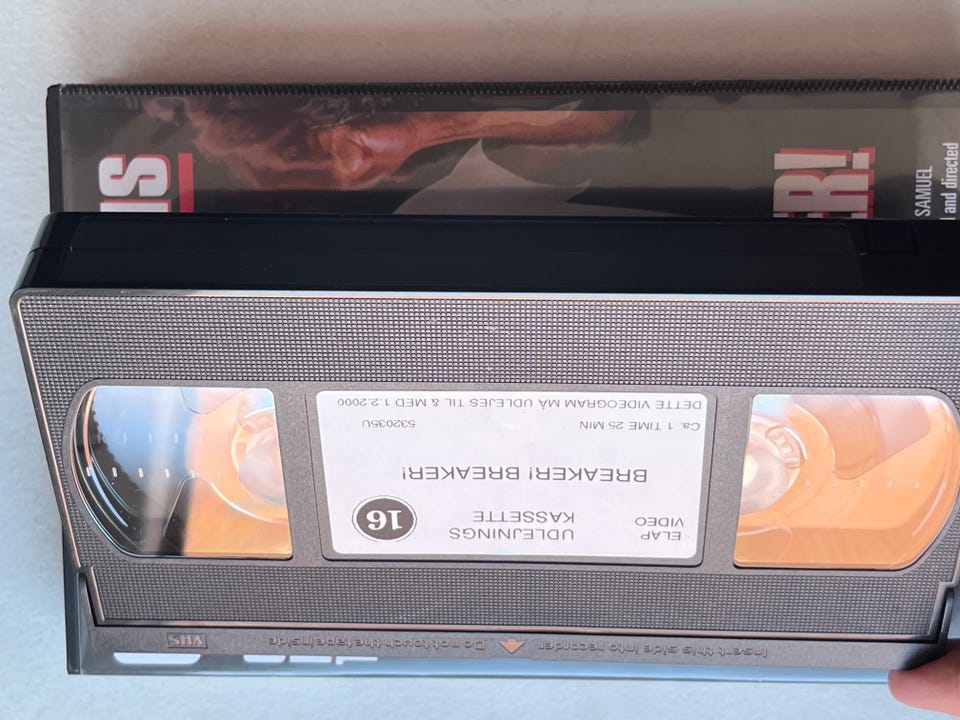 ELAP
VIDEO
UDLEJNINGS
KASSETTE
16
BREAKER! BREAKER!
Ca. 1 TIME 25 MIN
532035U
DETTE VIDEOGRAM MÅ UDLEJES TIL & MED 1.2.2000
Insert this side into recorder
Do not touch the tape inside
VHS
SAMUEL
and directed